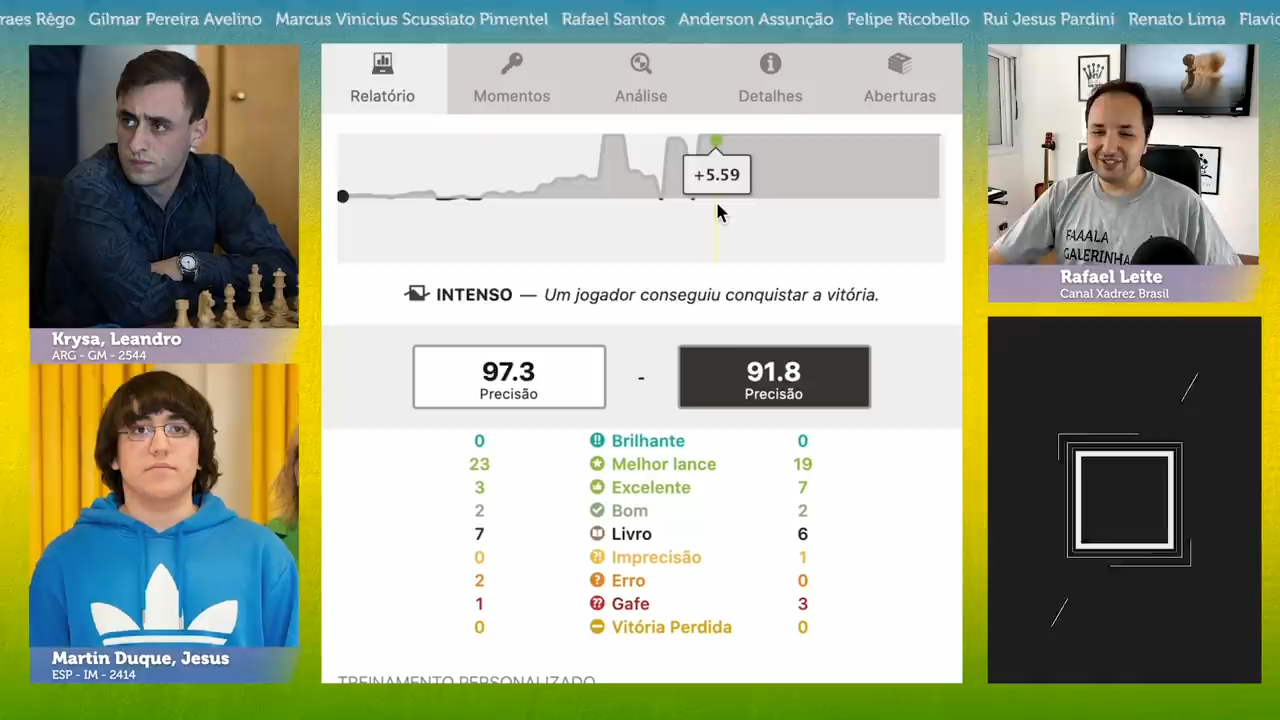 raes Rêgo Gilmar Pereira Avelino Marcus Vinicius Scussiato Pimentel Rafael Santos Anderson Assunção Felipe Ricobello Rui Jesus Pardini Renato Lima Flavio
Krysa, Leandro
ARG - GM - 2544
Martin Duque, Jesus
ESP - IM - 2414
Relatório Momentos Análise Detalhes Aberturas
+5.59
INTENSO — Um jogador conseguiu conquistar a vitória.
97.3 - 91.8
Precisão Precisão
0 Brilhante 0
23 Melhor lance 19
3 Excelente 7
2 Bom 2
7 Livro 6
0 Imprecisão 1
2 Erro 0
1 Gafe 3
0 Vitória Perdida 0
TREINAMENTO PERSONALIZADO
FAAALA
GALERINHA
Rafael Leite
Canal Xadrez Brasil